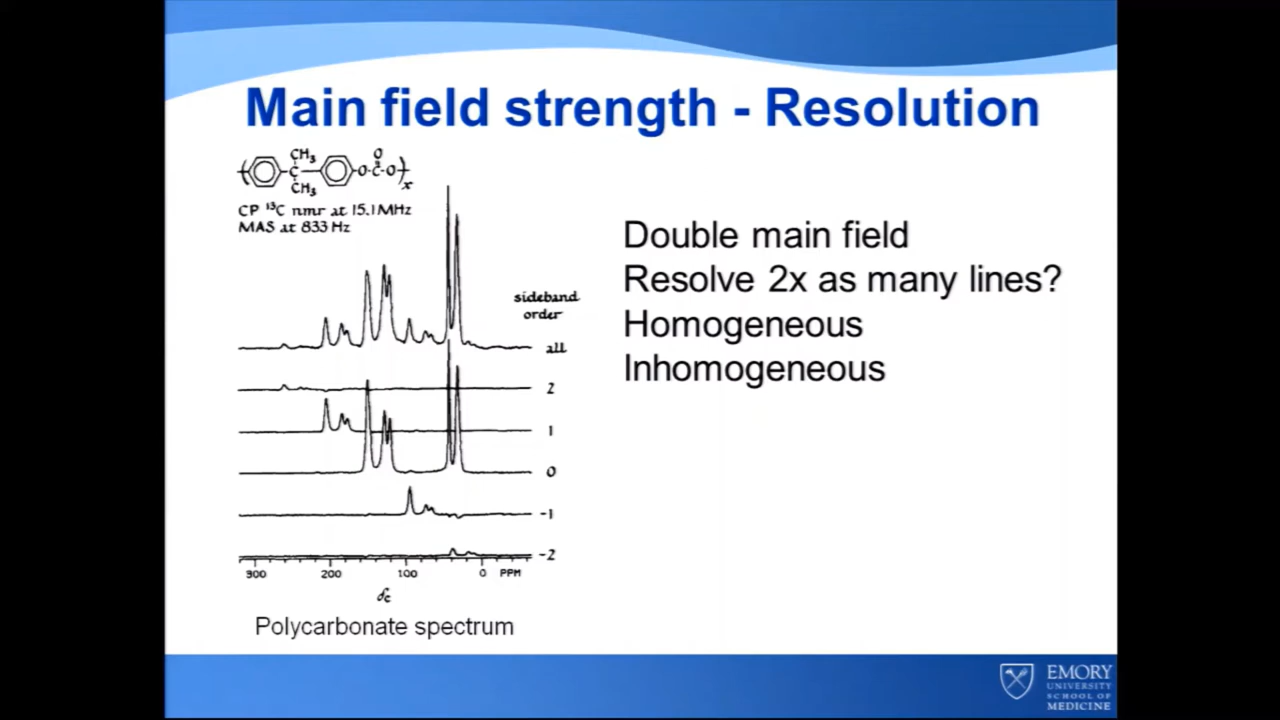 Main field strength - Resolution
CH3
O
C
O-C-O
CH3
x
CP 13C nmr at 15.1MHz
MAS at 833 Hz
Double main field
Resolve 2x as many lines?
Homogeneous
Inhomogeneous
sideband
order
all
2
1
0
-1
-2
300 200 100 0 PPM
δc
Polycarbonate spectrum
EMORY
UNIVERSITY
SCHOOL OF
MEDICINE